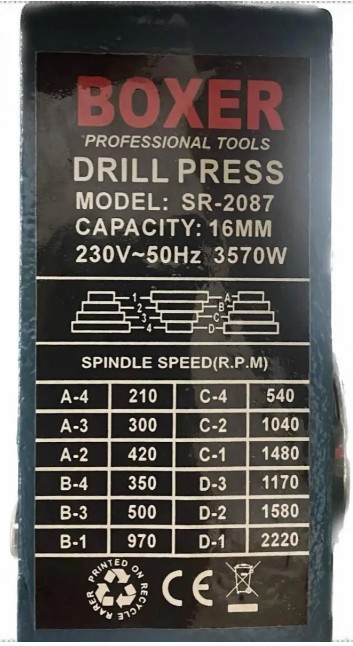 BOXER
PROFESSIONAL TOOLS
DRILL PRESS
MODEL: SR-2087
CAPACITY: 16MM
230V~50Hz 3570W
1 A
2 B
3 C
4 D
SPINDLE SPEED(R.P.M)
A-4 210 C-4 540
A-3 300 C-2 1040
A-2 420 C-1 1480
B-4 350 D-3 1170
B-3 500 D-2 1580
B-1 970 D-1 2220
PRINTED ON RECYCLE RARER
CE